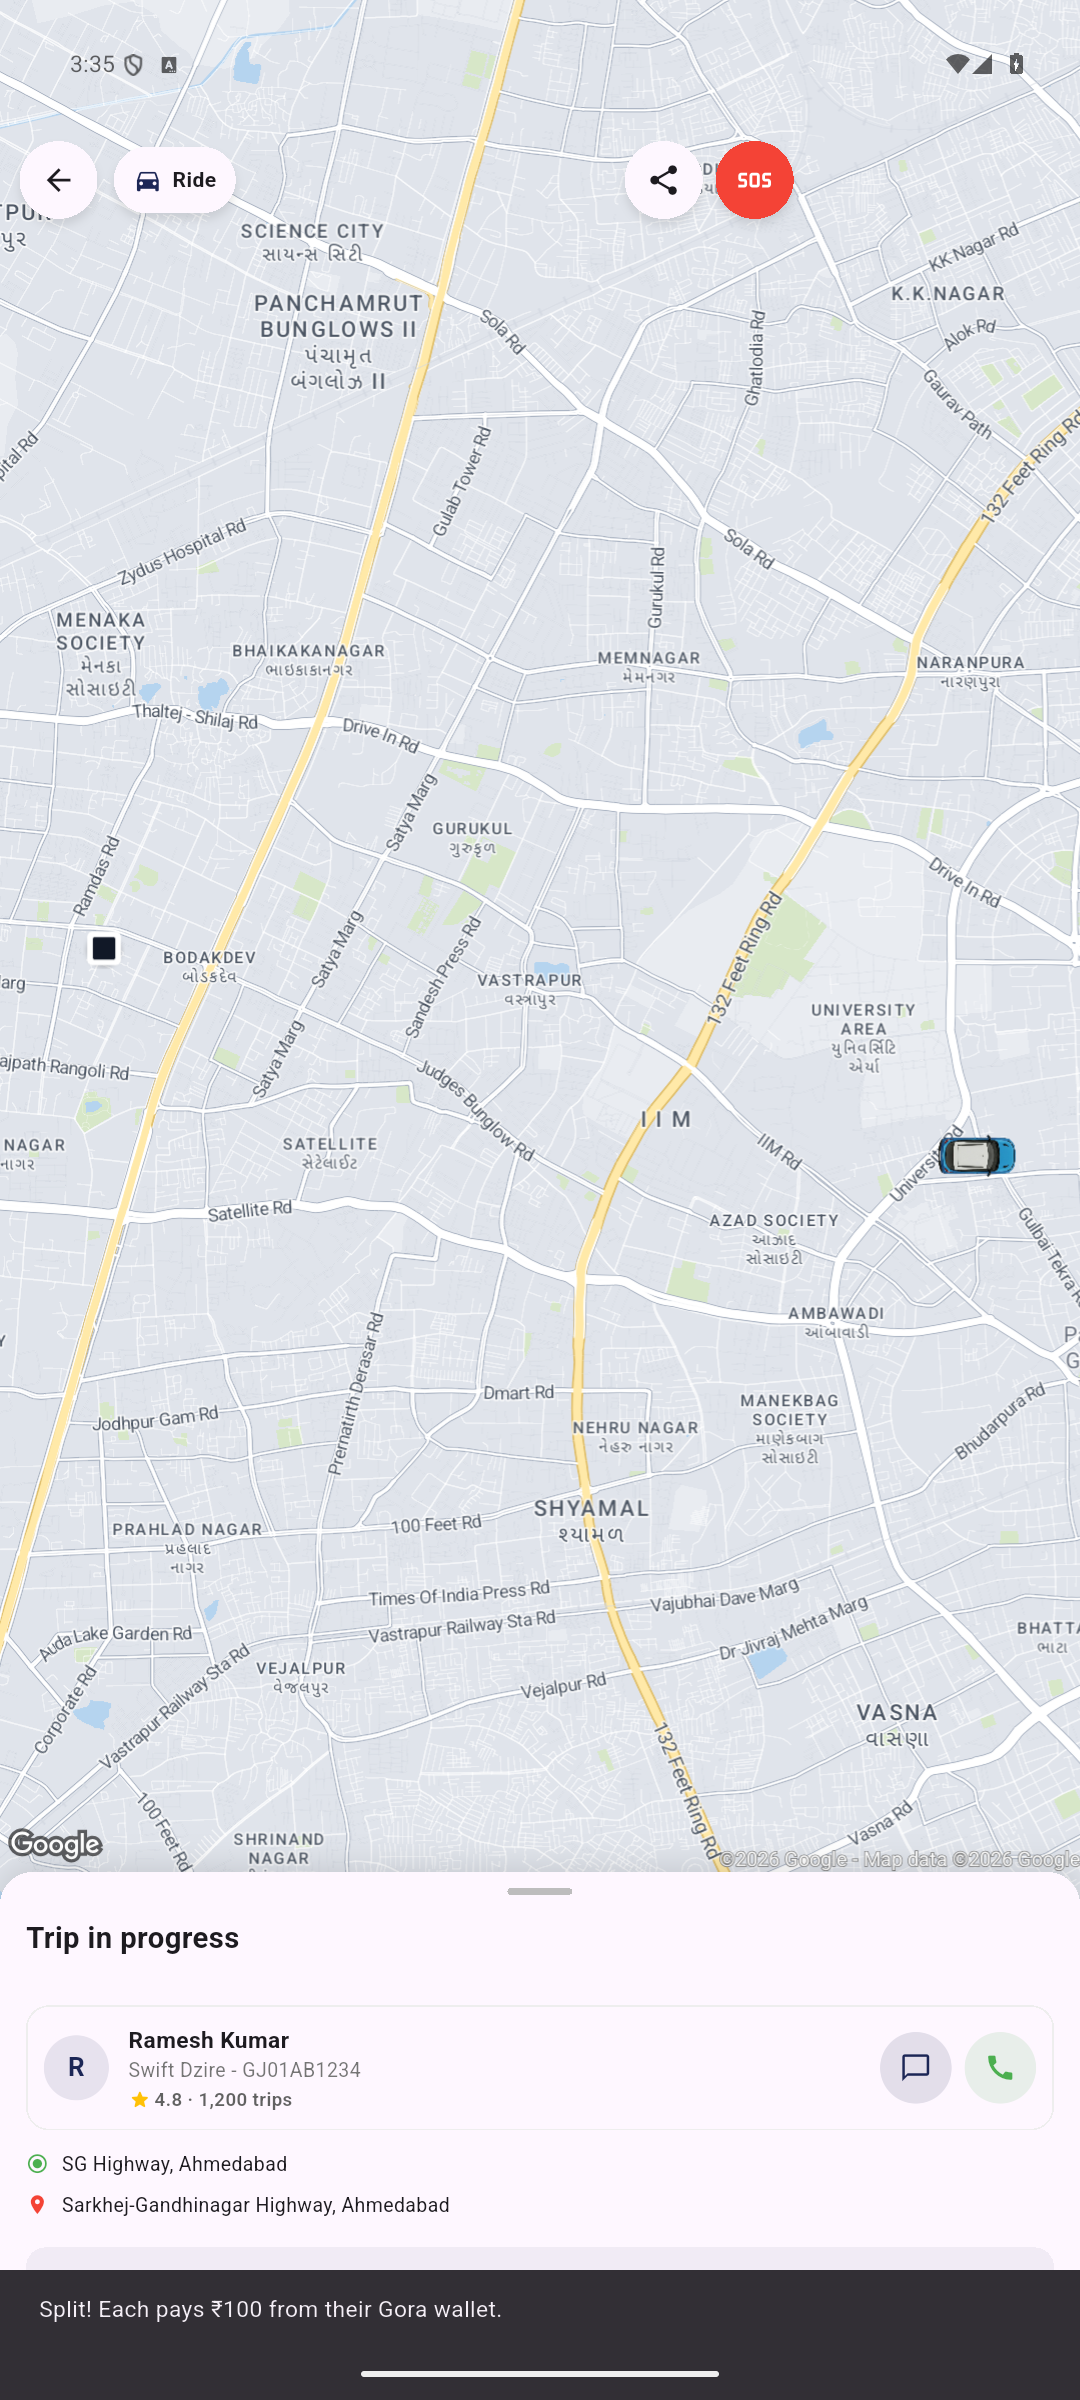 3:35
A
Ride
SOS
SCIENCE CITY
સાયન્સ સિટી
PANCHAMRUT
BUNGLOWS II
પંચામૃત
બંગલોઝ II
Sola Rd
Ghatlodia Rd
KK Nagar Rd
K.K.NAGAR
Alok Rd
Gaurav Path
132 Feet Ring Rd
Gulab Tower Rd
Zydus Hospital Rd
Sola Rd
Gurukul Rd
MENAKA
SOCIETY
મેનકા
સોસાઇટી
BHAIKAKANAGAR
ભાઇકાકાનગર
MEMNAGAR
મેમનગર
NARANPURA
નારણપુરા
Thaltej - Shilaj Rd
Drive In Rd
Satya Marg
GURUKUL
ગુરુકૂળ
Ramdas Rd
Drive In Rd
BODAKDEV
બોડકદેવ
Satya Marg
Sandesh Press Rd
VASTRAPUR
વસ્ત્રાપુર
132 Feet Ring Rd
UNIVERSITY
AREA
યુનિવર્સિટિ
એર્યા
ajpath Rangoli Rd
Satya Marg
Judges Bunglow Rd
IIM
IIM Rd
NAGAR
નાગર
SATELLITE
સેટેલાઈટ
Satellite Rd
AZAD SOCIETY
આઝાદ
સોસાઇટી
Gulbai Tekra R
AMBAWADI
આંબાવાડી
Prernatirth Derasar Rd
Dmart Rd
Jodhpur Gam Rd
NEHRU NAGAR
નેહરુ નાગર
MANEKBAG
SOCIETY
માણેકબાગ
સોસાઇટી
Bhudarpura Rd
SHYAMAL
શ્યામળ
100 Feet Rd
PRAHLAD NAGAR
પ્રહલાદ
નાગર
Times Of India Press Rd
Vajubhai Dave Marg
Vastrapur Railway Sta Rd
Dr Jivraj Mehta Marg
BHATTA
ભાટા
Auda Lake Garden Rd
VEJALPUR
વેજલપુર
Vejalpur Rd
Corporate Rd
Vastrapur Railway Sta Rd
VASNA
વાસણા
132 Feet Ring Rd
100 Feet Rd
Vasna Rd
SHRINAND
NAGAR
Google
©2026 Google - Map data ©2026 Google
Trip in progress
R
Ramesh Kumar
Swift Dzire - GJ01AB1234
4.8 · 1,200 trips
SG Highway, Ahmedabad
Sarkhej-Gandhinagar Highway, Ahmedabad
Split! Each pays ₹100 from their Gora wallet.